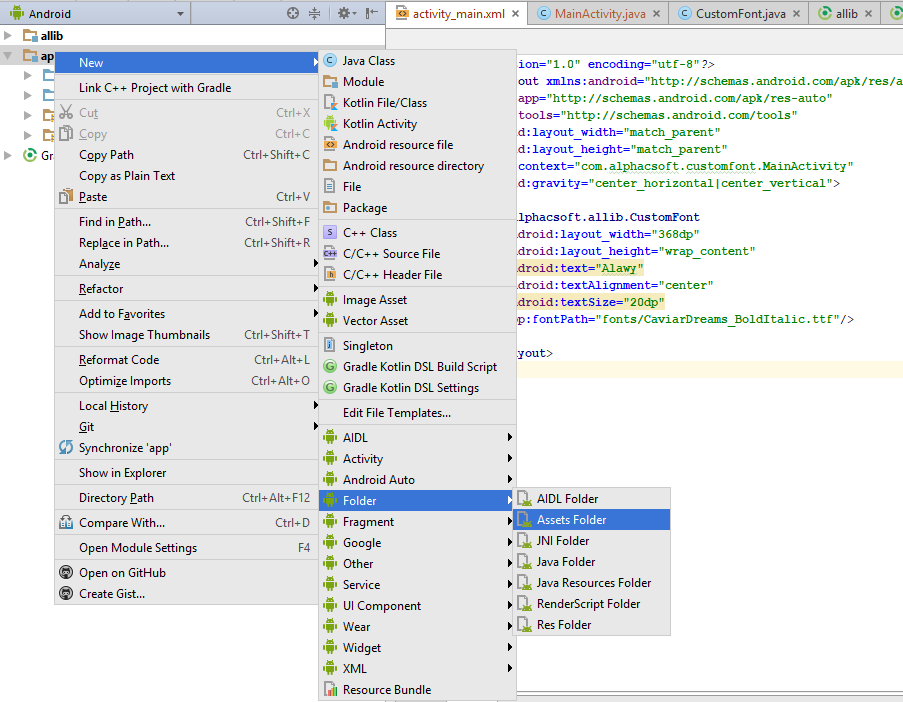 Android
activity_main.xml
MainActivity.java
CustomFont.java
allib
allib
ap
Gr
New
Link C++ Project with Gradle
Cut Ctrl+X
Copy Ctrl+C
Copy Path Ctrl+Shift+C
Copy as Plain Text
Paste Ctrl+V
Find in Path... Ctrl+Shift+F
Replace in Path... Ctrl+Shift+R
Analyze
Refactor
Add to Favorites
Show Image Thumbnails Ctrl+Shift+T
Reformat Code Ctrl+Alt+L
Optimize Imports Ctrl+Alt+O
Local History
Git
Synchronize 'app'
Show in Explorer
Directory Path Ctrl+Alt+F12
Compare With... Ctrl+D
Open Module Settings F4
Open on GitHub
Create Gist...
Java Class
Module
Kotlin File/Class
Kotlin Activity
Android resource file
Android resource directory
File
Package
C++ Class
C/C++ Source File
C/C++ Header File
Image Asset
Vector Asset
Singleton
Gradle Kotlin DSL Build Script
Gradle Kotlin DSL Settings
Edit File Templates...
AIDL
Activity
Android Auto
Folder
Fragment
Google
Other
Service
UI Component
Wear
Widget
XML
Resource Bundle
AIDL Folder
Assets Folder
JNI Folder
Java Folder
Java Resources Folder
RenderScript Folder
Res Folder
ion="1.0" encoding="utf-8"?>
out xmlns:android="http://schemas.android.com/apk/res/a
app="http://schemas.android.com/apk/res-auto"
tools="http://schemas.android.com/tools"
d:layout_width="match_parent"
d:layout_height="match_parent"
context="com.alphacsoft.customfont.MainActivity"
d:gravity="center_horizontal|center_vertical">
lphacsoft.allib.CustomFont
droid:layout_width="368dp"
droid:layout_height="wrap_content"
droid:text="Alawy"
droid:textAlignment="center"
droid:textSize="20dp"
p:fontPath="fonts/CaviarDreams_BoldItalic.ttf"/>
yout>